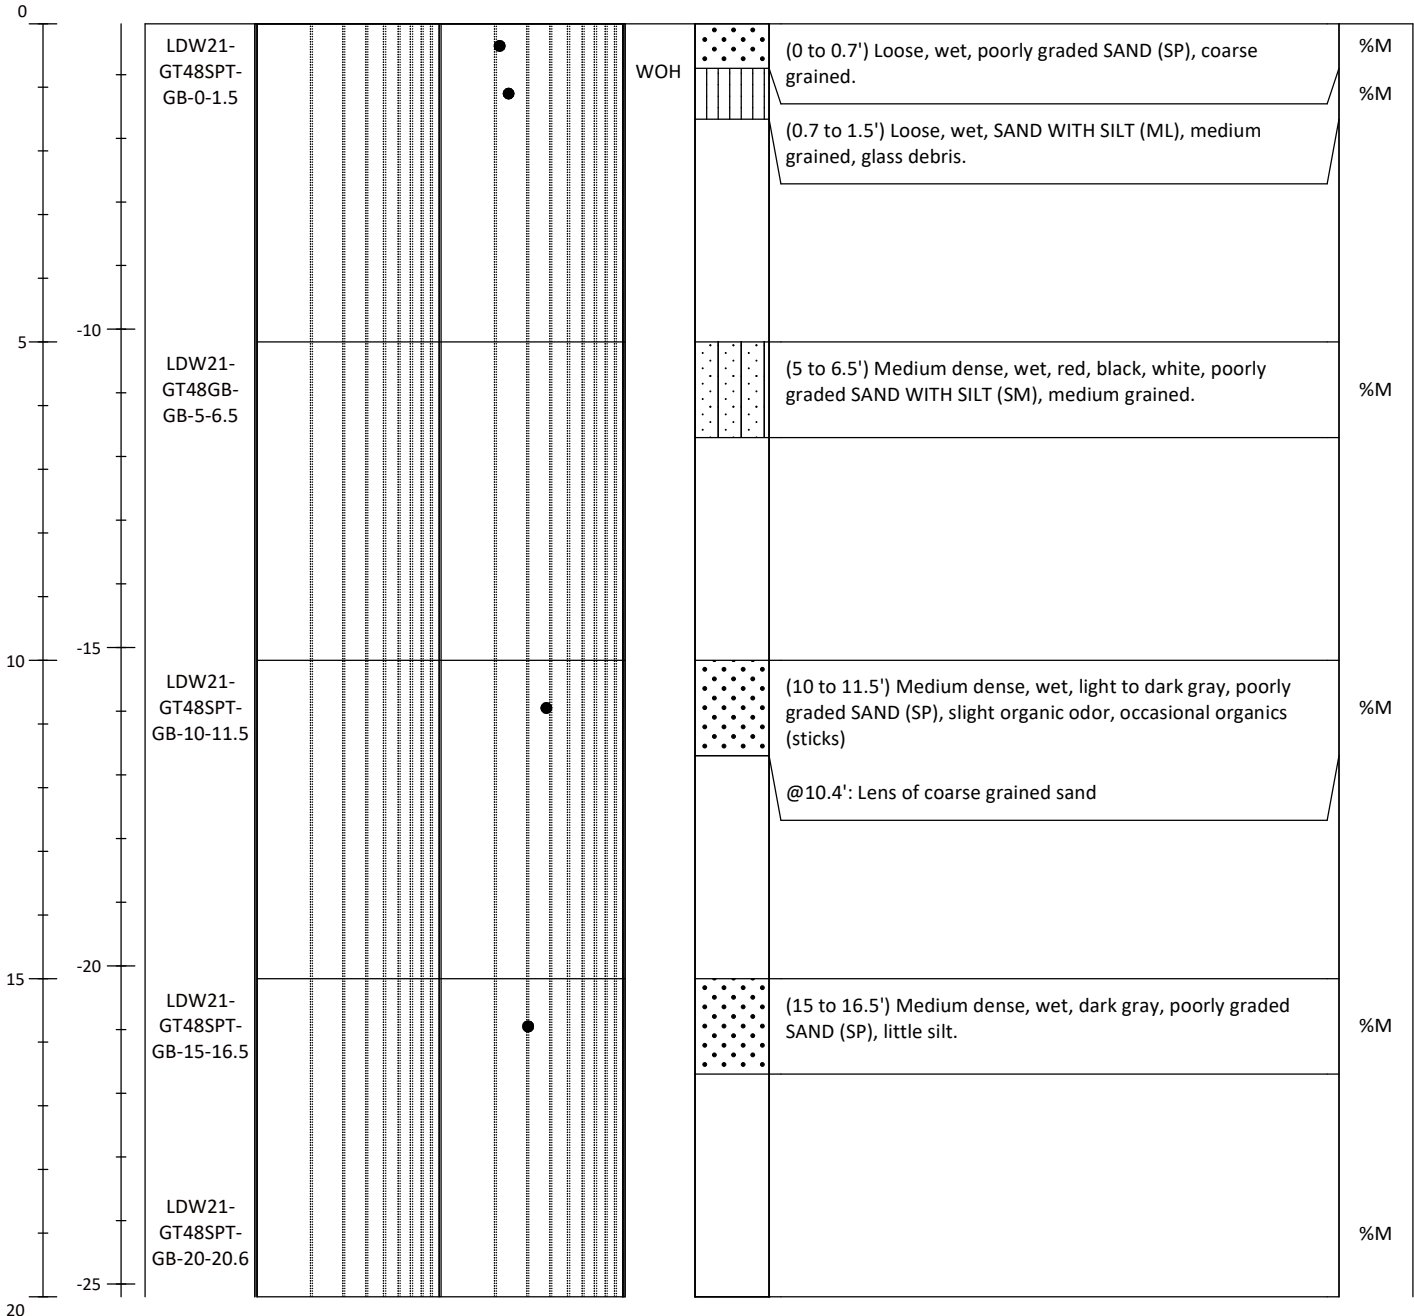 0
LDW21-
GT48SPT-
GB-0-1.5
WOH
(0 to 0.7') Loose, wet, poorly graded SAND (SP), coarse
grained.
%M
%M
(0.7 to 1.5') Loose, wet, SAND WITH SILT (ML), medium
grained, glass debris.
-10
5
LDW21-
GT48GB-
GB-5-6.5
(5 to 6.5') Medium dense, wet, red, black, white, poorly
graded SAND WITH SILT (SM), medium grained.
%M
-15
10
LDW21-
GT48SPT-
GB-10-11.5
(10 to 11.5') Medium dense, wet, light to dark gray, poorly
graded SAND (SP), slight organic odor, occasional organics
(sticks)
%M
@10.4': Lens of coarse grained sand
-20
15
LDW21-
GT48SPT-
GB-15-16.5
(15 to 16.5') Medium dense, wet, dark gray, poorly graded
SAND (SP), little silt.
%M
LDW21-
GT48SPT-
GB-20-20.6
%M
-25
20